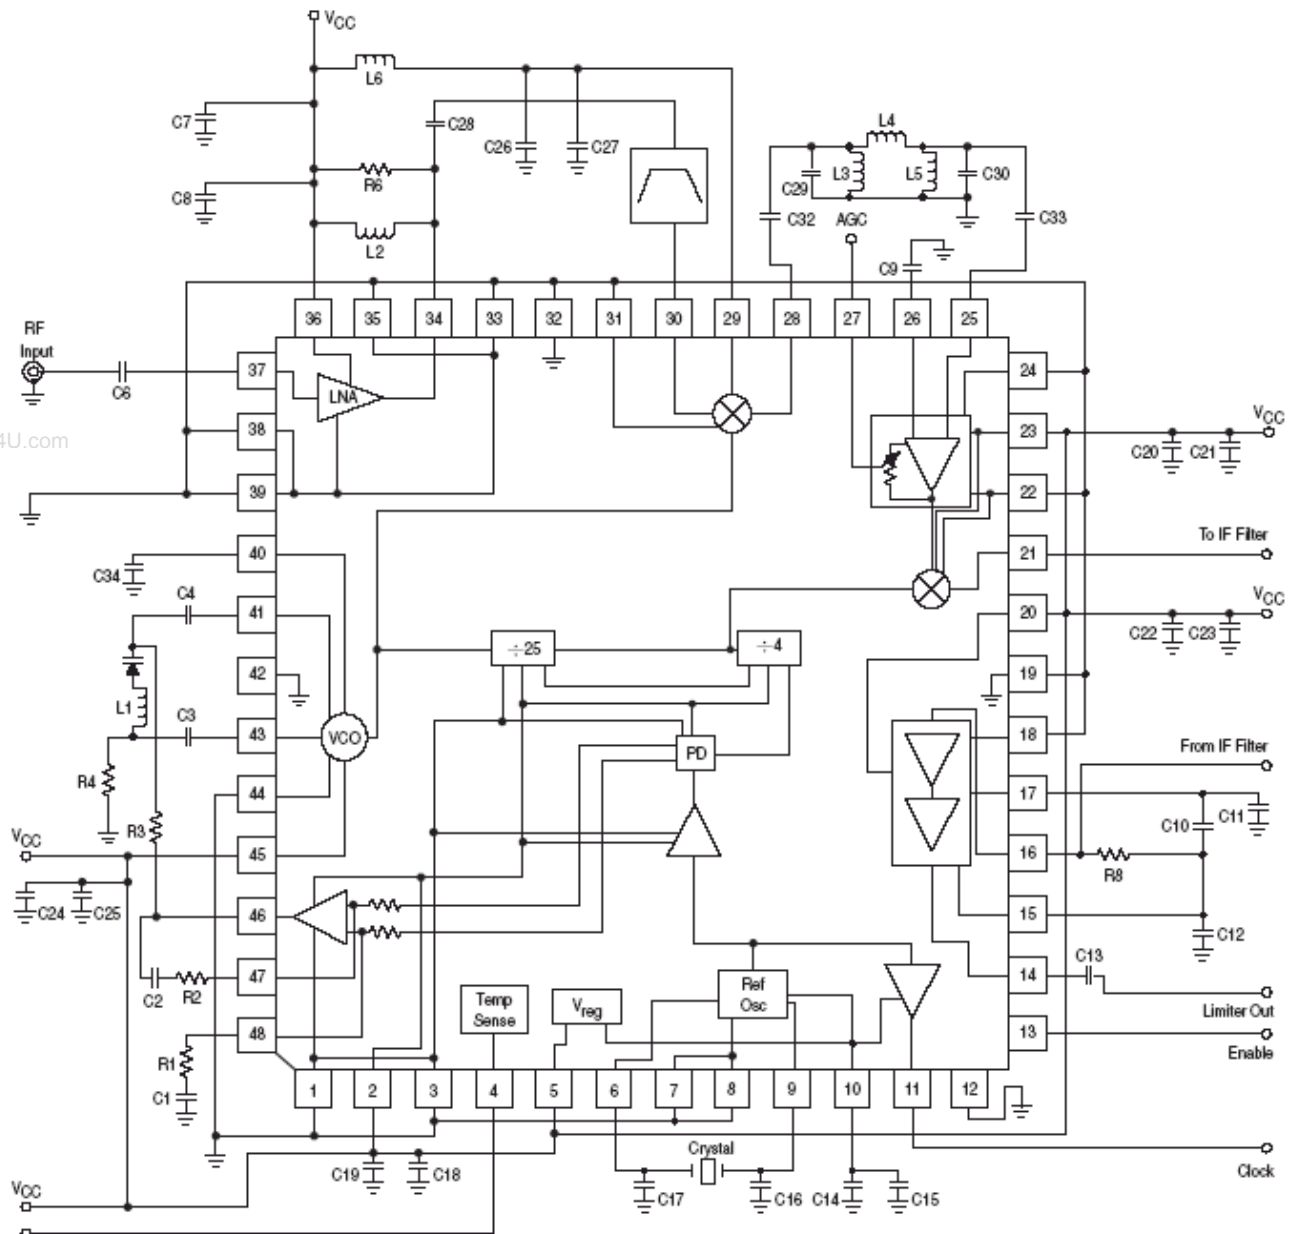 VCC
L6
C7
C28
C26
C27
L4
C8
R6
C29
L3
L5
C30
C32
AGC
C33
L2
C9
36
35
34
33
32
31
30
29
28
27
26
25
RF
Input
C6
37
LNA
24
4U.com
38
23
VCC
C20
C21
39
22
40
21
To IF Filter
C34
C4
41
20
VCC
C22
C23
÷25
÷4
42
19
L1
C3
43
VCO
PD
18
From IF Filter
R4
44
17
C10
C11
R3
VCC
45
16
R8
C24
C25
46
15
C12
C2
R2
47
14
C13
Temp
Sense
Vreg
Ref
Osc
Limiter Out
48
13
Enable
R1
C1
1
2
3
4
5
6
7
8
9
10
11
12
Crystal
Clock
C19
C18
C17
C16
C14
C15
VCC